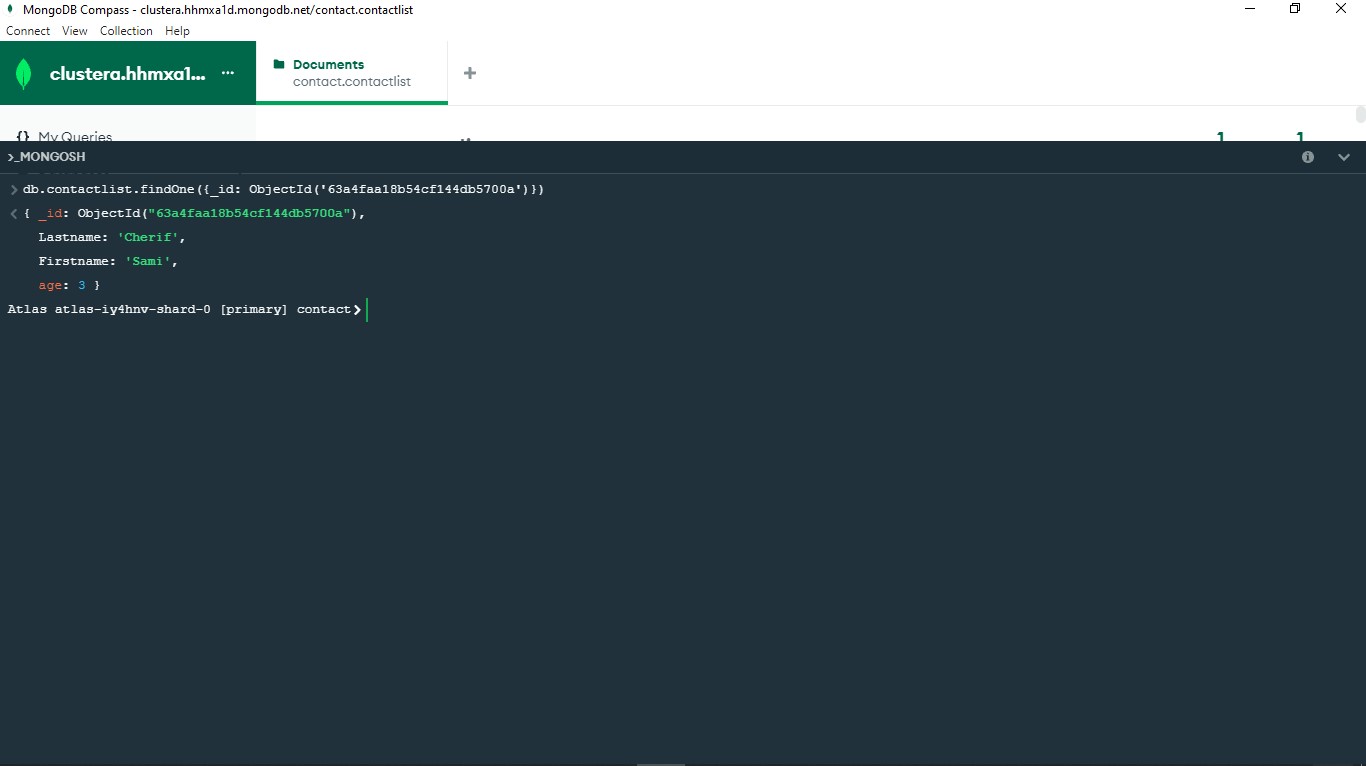 MongoDB Compass - clustera.hhmxa1d.mongodb.net/contact.contactlist
Connect View Collection Help
clustera.hhmxa1... ...
Documents
contact.contactlist
+
{} My Queries
1 1
>_MONGOSH
> db.contactlist.findOne({_id: ObjectId('63a4faa18b54cf144db5700a')})
< { _id: ObjectId("63a4faa18b54cf144db5700a"),
Lastname: 'Cherif',
Firstname: 'Sami',
age: 3 }
Atlas atlas-iy4hnv-shard-0 [primary] contact>